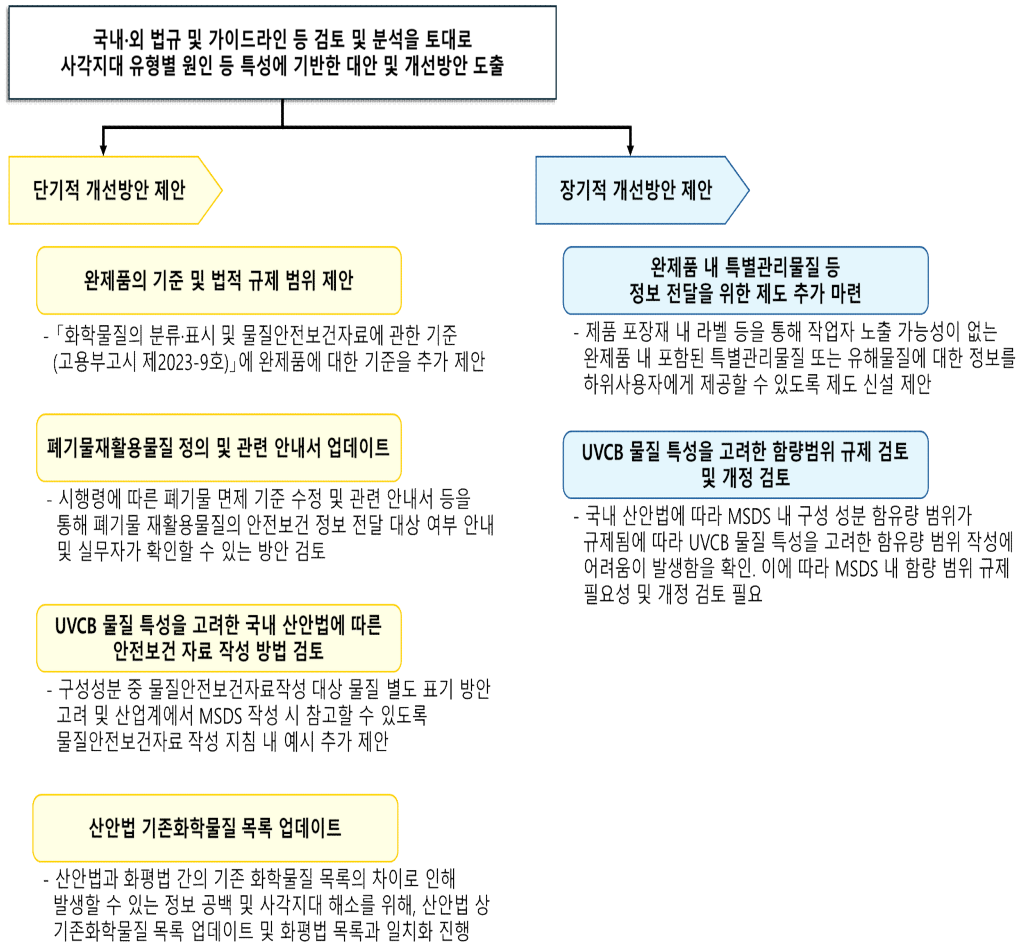 국내·외 법규 및 가이드라인 등 검토 및 분석을 토대로
사각지대 유형별 원인 등 특성에 기반한 대안 및 개선방안 도출
단기적 개선방안 제안
완제품의 기준 및 법적 규제 범위 제안
- 「화학물질의 분류·표시 및 물질안전보건자료에 관한 기준
(고용부고시 제2023-9호)」에 완제품에 대한 기준을 추가 제안
폐기물재활용물질 정의 및 관련 안내서 업데이트
- 시행령에 따른 폐기물 면제 기준 수정 및 관련 안내서 등을
통해 폐기물 재활용물질의 안전보건 정보 전달 대상 여부 안내
및 실무자가 확인할 수 있는 방안 검토
UVCB 물질 특성을 고려한 국내 산안법에 따른
안전보건 자료 작성 방법 검토
- 구성성분 중 물질안전보건자료작성 대상 물질 별도 표기 방안
고려 및 산업계에서 MSDS 작성 시 참고할 수 있도록
물질안전보건자료 작성 지침 내 예시 추가 제안
산안법 기존화학물질 목록 업데이트
- 산안법과 화평법 간의 기존 화학물질 목록의 차이로 인해
발생할 수 있는 정보 공백 및 사각지대 해소를 위해, 산안법 상
기존화학물질 목록 업데이트 및 화평법 목록과 일치화 진행
장기적 개선방안 제안
완제품 내 특별관리물질 등
정보 전달을 위한 제도 추가 마련
- 제품 포장재 내 라벨 등을 통해 작업자 노출 가능성이 없는
완제품 내 포함된 특별관리물질 또는 유해물질에 대한 정보를
하위사용자에게 제공할 수 있도록 제도 신설 제안
UVCB 물질 특성을 고려한 함량범위 규제 검토
및 개정 검토
- 국내 산안법에 따라 MSDS 내 구성 성분 함유량 범위가
규제됨에 따라 UVCB 물질 특성을 고려한 함유량 범위 작성에
어려움이 발생함을 확인. 이에 따라 MSDS 내 함량 범위 규제
필요성 및 개정 검토 필요